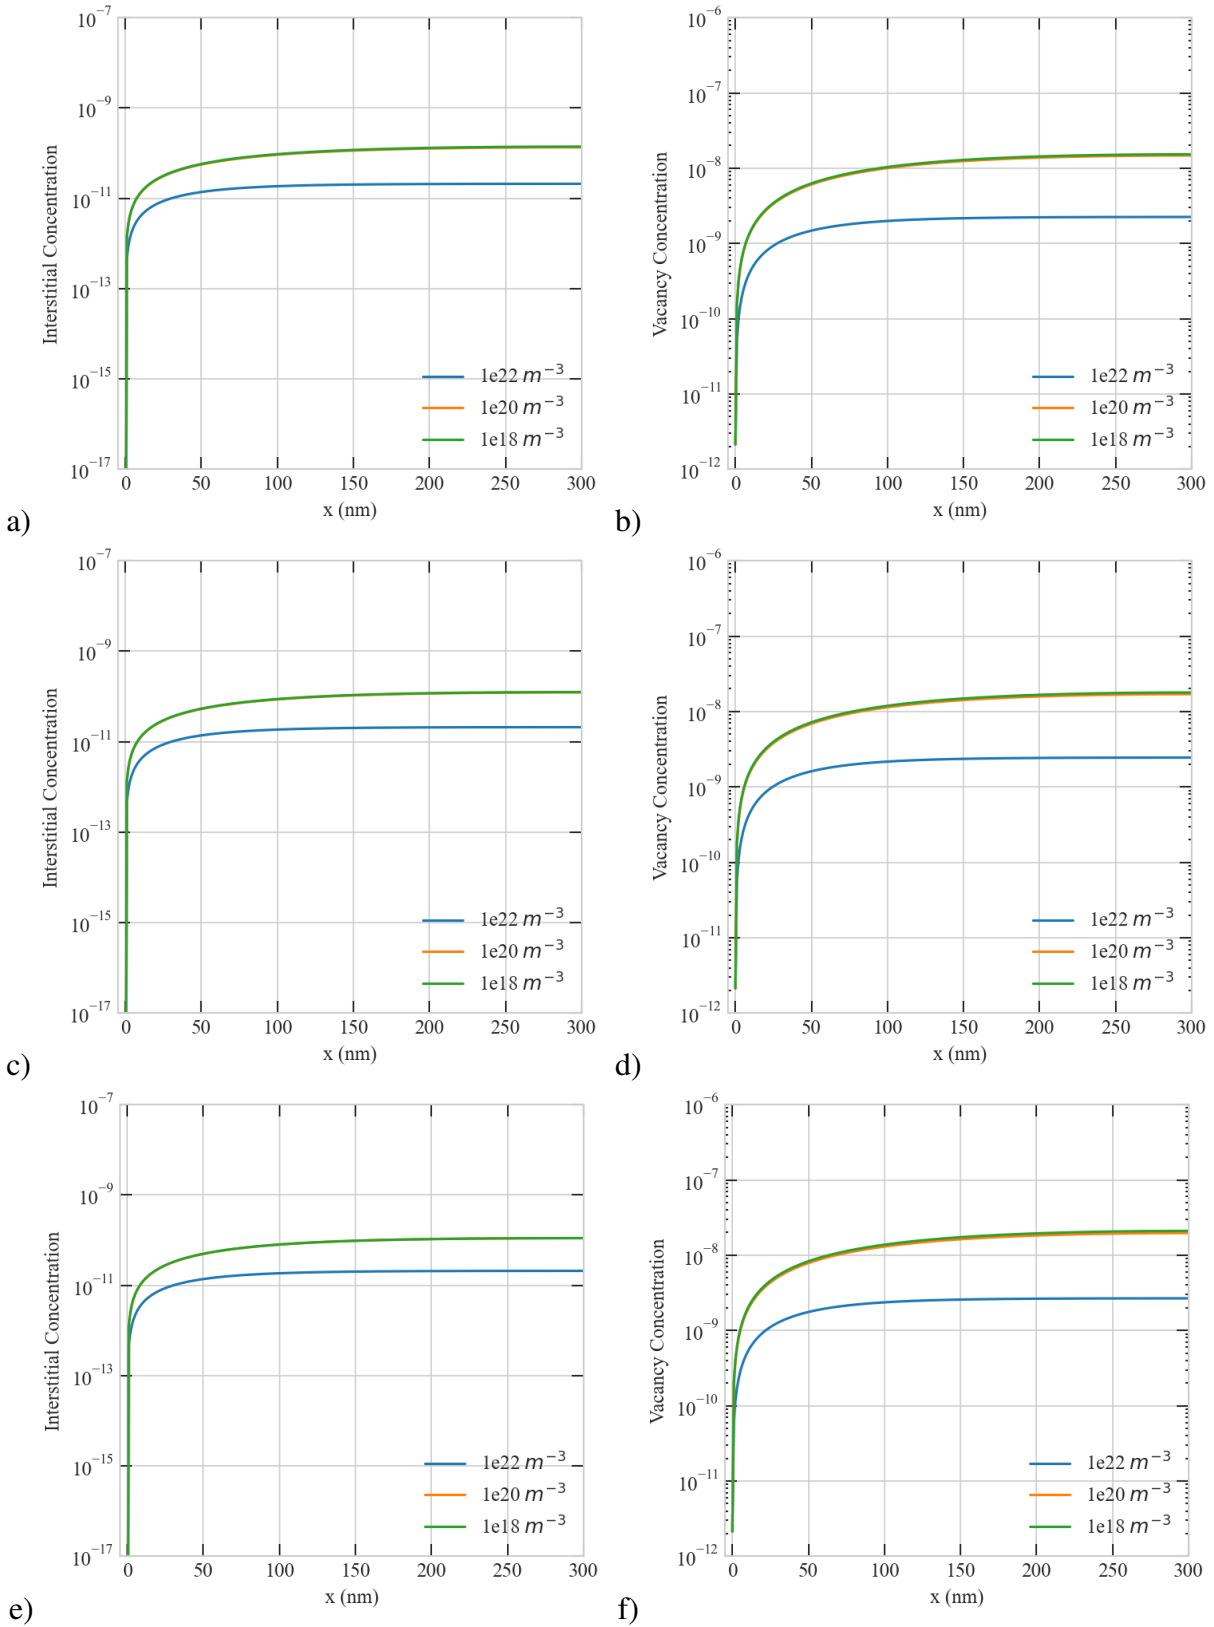 10⁻⁷
10⁻⁹
10⁻¹¹
10⁻¹³
10⁻¹⁵
10⁻¹⁷
Interstitial Concentration
1e22 m⁻³
1e20 m⁻³
1e18 m⁻³
0 50 100 150 200 250 300
x (nm)
a)
10⁻⁶
10⁻⁷
10⁻⁸
10⁻⁹
10⁻¹⁰
10⁻¹¹
10⁻¹²
Vacancy Concentration
1e22 m⁻³
1e20 m⁻³
1e18 m⁻³
0 50 100 150 200 250 300
x (nm)
b)
10⁻⁷
10⁻⁹
10⁻¹¹
10⁻¹³
10⁻¹⁵
10⁻¹⁷
Interstitial Concentration
1e22 m⁻³
1e20 m⁻³
1e18 m⁻³
0 50 100 150 200 250 300
x (nm)
c)
10⁻⁶
10⁻⁷
10⁻⁸
10⁻⁹
10⁻¹⁰
10⁻¹¹
10⁻¹²
Vacancy Concentration
1e22 m⁻³
1e20 m⁻³
1e18 m⁻³
0 50 100 150 200 250 300
x (nm)
d)
10⁻⁷
10⁻⁹
10⁻¹¹
10⁻¹³
10⁻¹⁵
10⁻¹⁷
Interstitial Concentration
1e22 m⁻³
1e20 m⁻³
1e18 m⁻³
0 50 100 150 200 250 300
x (nm)
e)
10⁻⁶
10⁻⁷
10⁻⁸
10⁻⁹
10⁻¹⁰
10⁻¹¹
10⁻¹²
Vacancy Concentration
1e22 m⁻³
1e20 m⁻³
1e18 m⁻³
0 50 100 150 200 250 300
x (nm)
f)